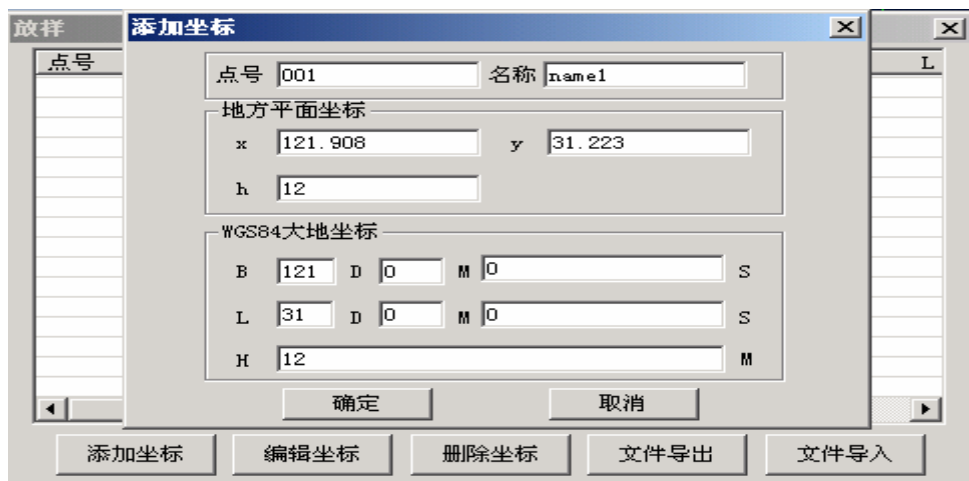 放样
添加坐标
点号 L
点号 001 名称 name1
地方平面坐标
x 121.908 y 31.223
h 12
WGS84大地坐标
B 121 D 0 M 0 S
L 31 D 0 M 0 S
H 12 M
确定 取消
添加坐标 编辑坐标 删除坐标 文件导出 文件导入